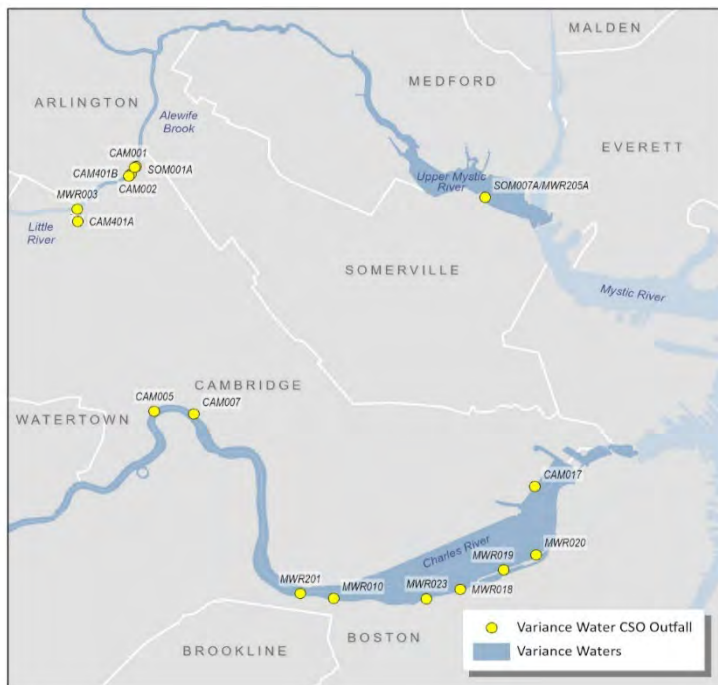 MALDEN
MEDFORD
ARLINGTON
Alewife
Brook
EVERETT
CAM001
CAM401B
SOM001A
CAM002
MWR003
Upper Mystic
River
SOM007A/MWR205A
Little
River
CAM401A
SOMERVILLE
Mystic River
CAM005
CAMBRIDGE
CAM007
WATERTOWN
CAM017
Charles River
MWR019
MWR020
MWR201
MWR010
MWR023
MWR018
BOSTON
BROOKLINE
Variance Water CSO Outfall
Variance Waters